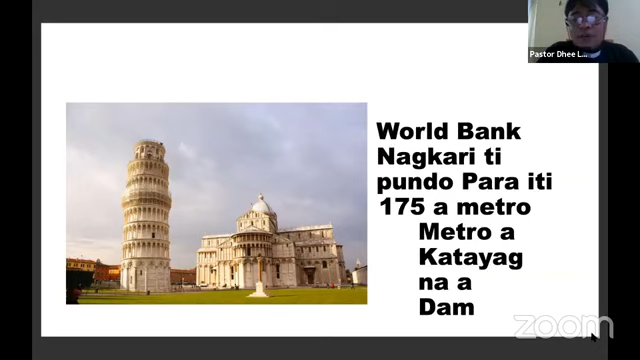 Pastor Dhee L...
World Bank
Nagkari ti
pundo Para iti
175 a metro
Metro a
Katayag
na a
Dam
zoom